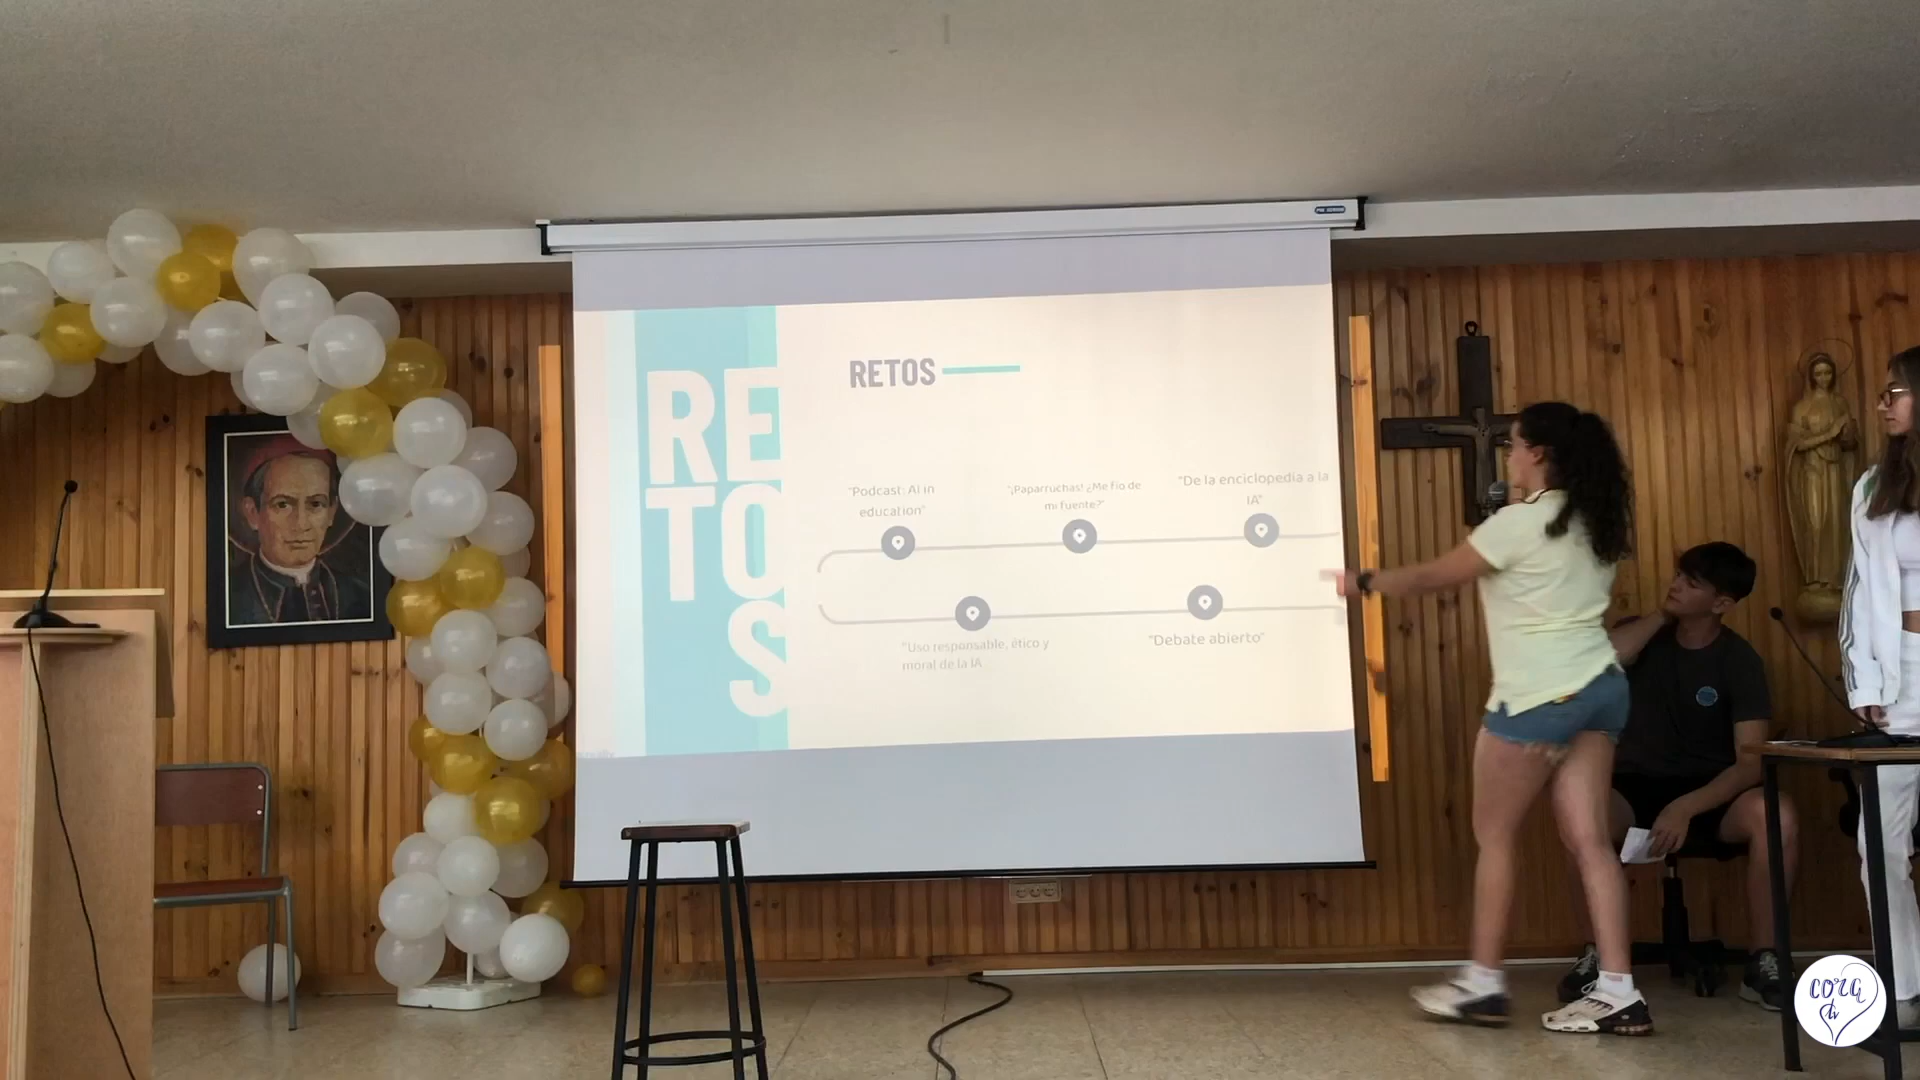 RE
TO
S
RETOS
"Podcast: AI in
education"
"¡Paparruchas! ¿Me fío de
mi fuente?"
"De la enciclopedia a la
IA"
"Uso responsable, ético y
moral de la IA
"Debate abierto"